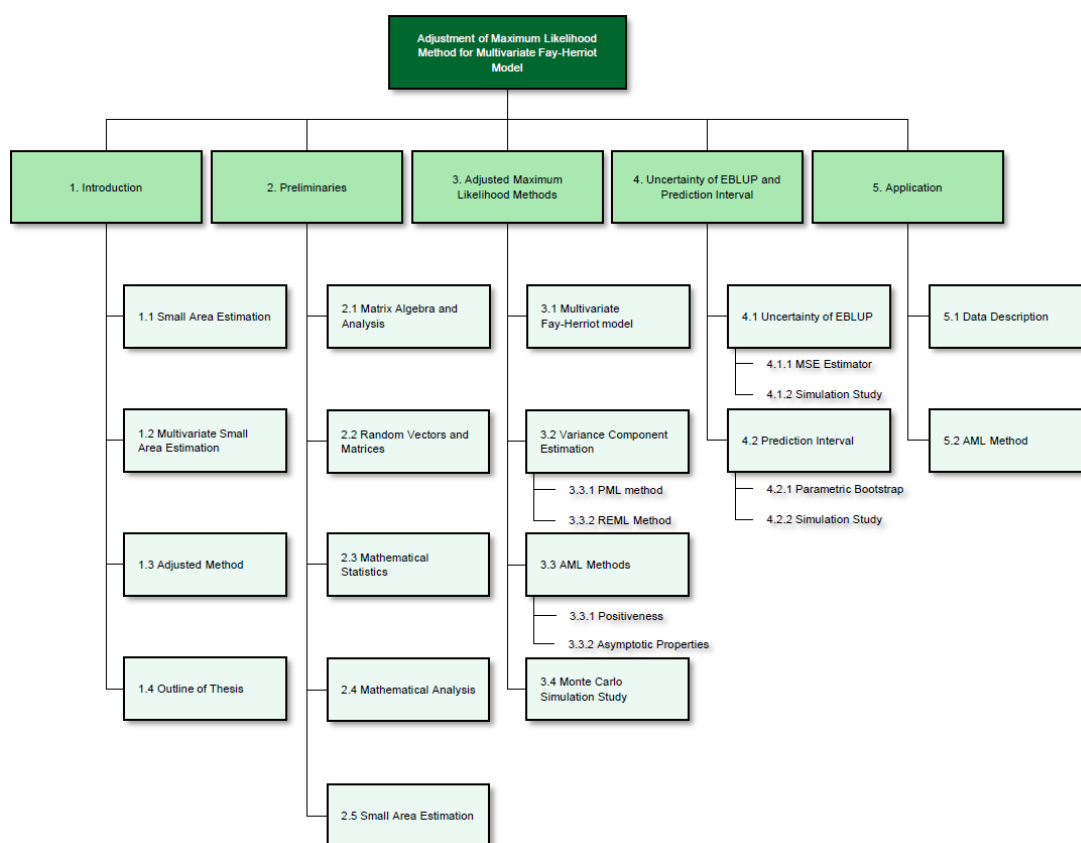 Adjustment of Maximum Likelihood
Method for Multivariate Fay-Herriot
Model
1. Introduction
2. Preliminaries
3. Adjusted Maximum
Likelihood Methods
4. Uncertainty of EBLUP and
Prediction Interval
5. Application
1.1 Small Area Estimation
1.2 Multivariate Small
Area Estimation
1.3 Adjusted Method
1.4 Outline of Thesis
2.1 Matrix Algebra and
Analysis
2.2 Random Vectors and
Matrices
2.3 Mathematical
Statistics
2.4 Mathematical Analysis
2.5 Small Area Estimation
3.1 Multivariate
Fay-Herriot model
3.2 Variance Component
Estimation
3.3.1 PML method
3.3.2 REML Method
3.3 AML Methods
3.3.1 Positiveness
3.3.2 Asymptotic Properties
3.4 Monte Carlo
Simulation Study
4.1 Uncertainty of EBLUP
4.1.1 MSE Estimator
4.1.2 Simulation Study
4.2 Prediction Interval
4.2.1 Parametric Bootstrap
4.2.2 Simulation Study
5.1 Data Description
5.2 AML Method